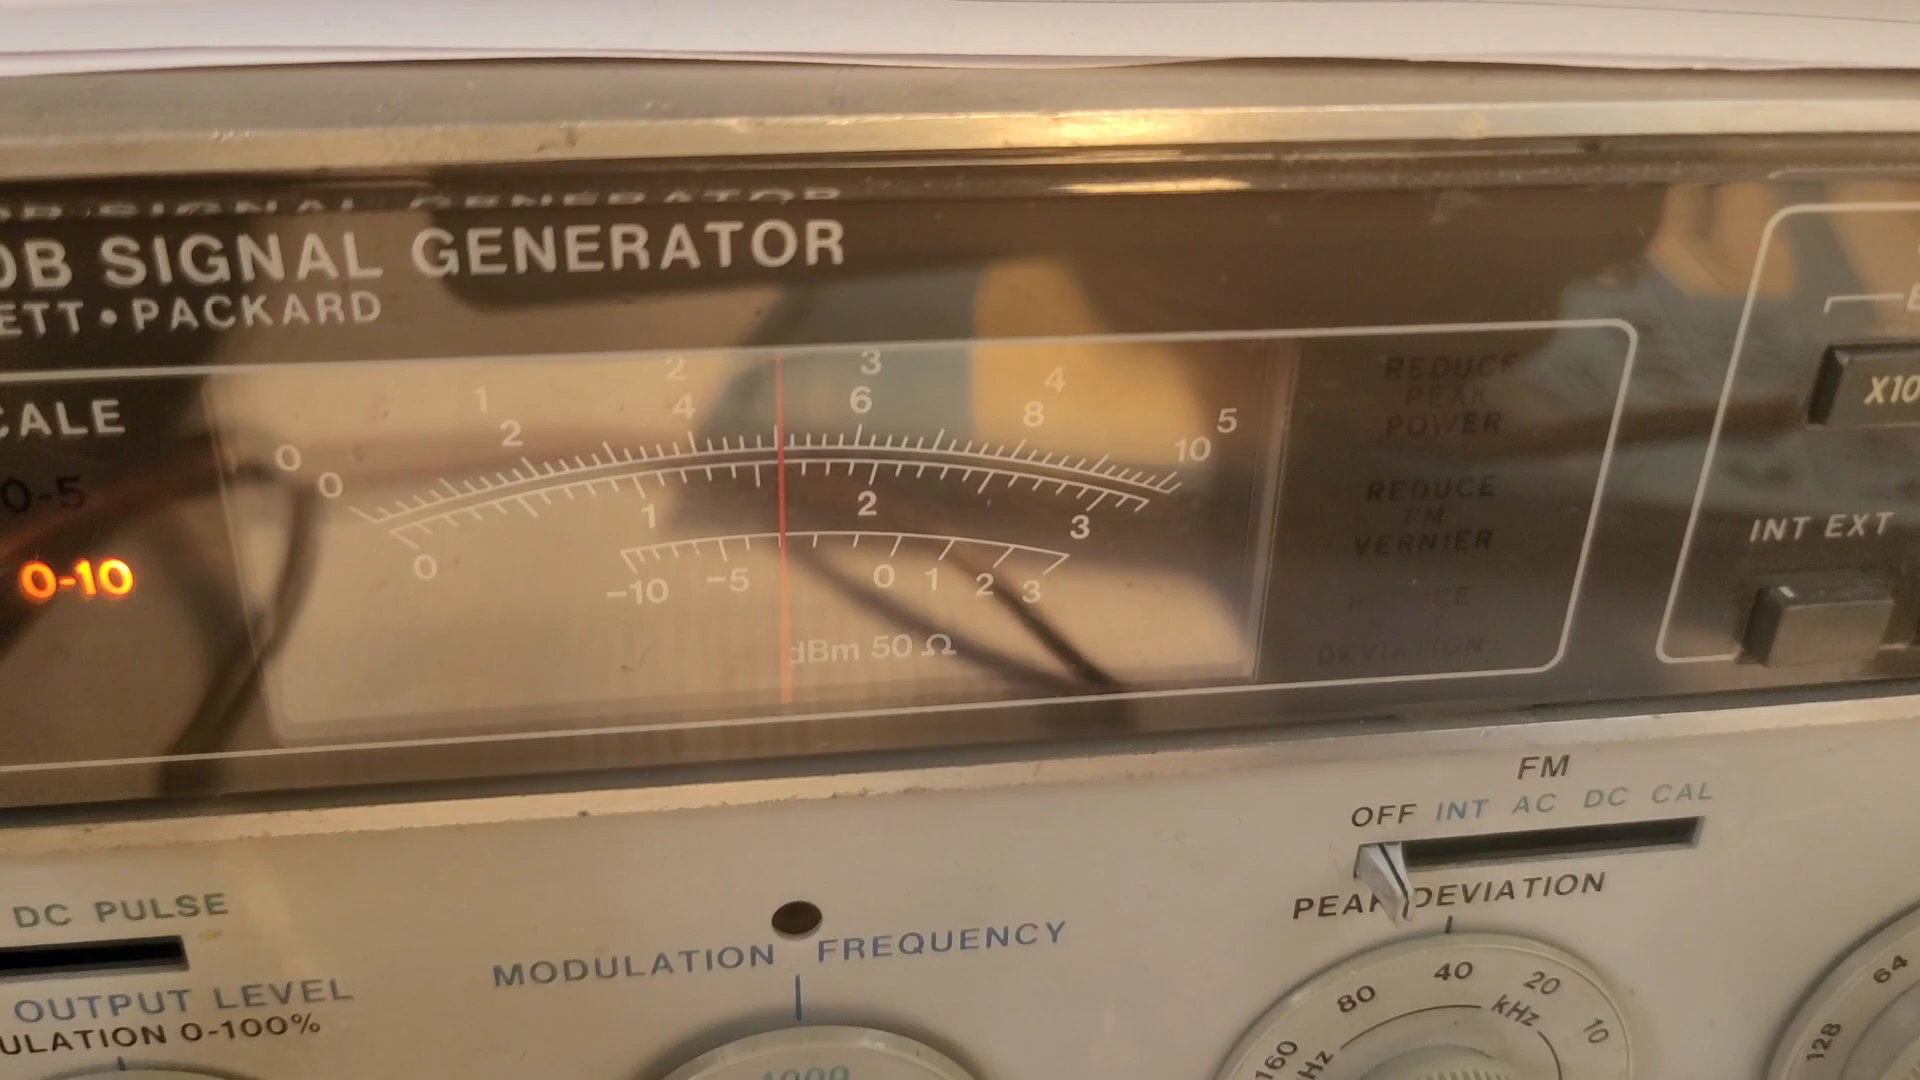 0B SIGNAL GENERATOR
ETT • PACKARD
CALE
0-5
0-10
0 1 2 3 4 5
0 2 4 6 8 10
0 1 2 3
-10 -5 0 1 2 3
dBm 50 Ω
REDUCE
PEAK
POWER
REDUCE
FM
VERNIER
DEVIATION
X10
INT EXT
FM
OFF INT AC DC CAL
PEAK DEVIATION
160 80 40 20 10
kHz
DC PULSE
OUTPUT LEVEL
ULATION 0-100%
MODULATION FREQUENCY
1000
128 64